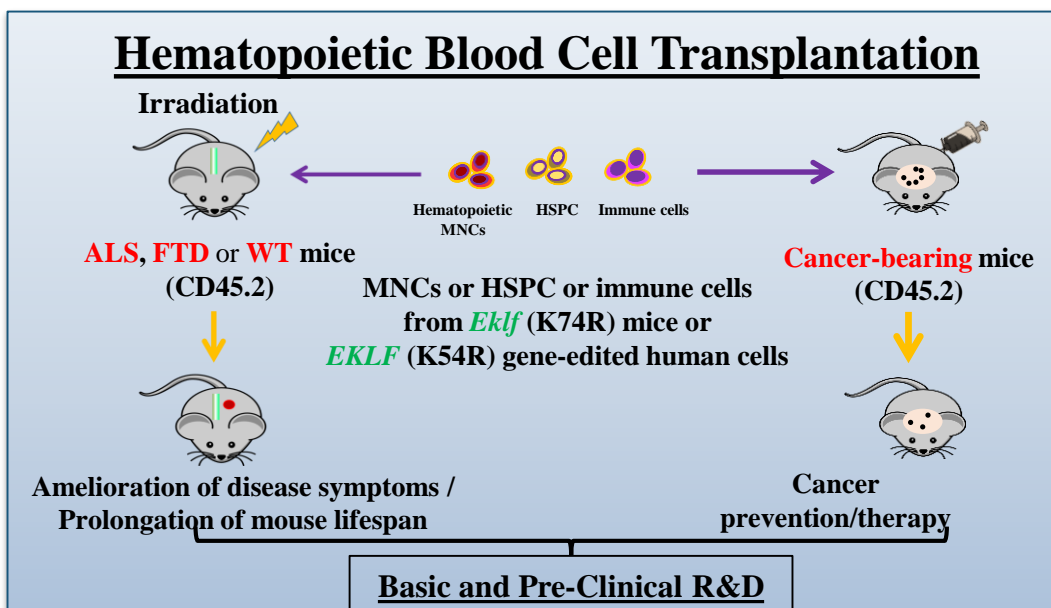 Hematopoietic Blood Cell Transplantation
Irradiation
Hematopoietic
MNCs
HSPC
Immune cells
ALS, FTD or WT mice
(CD45.2)
MNCs or HSPC or immune cells
from Eklf (K74R) mice or
EKLF (K54R) gene-edited human cells
Cancer-bearing mice
(CD45.2)
Amelioration of disease symptoms /
Prolongation of mouse lifespan
Cancer
prevention/therapy
Basic and Pre-Clinical R&D